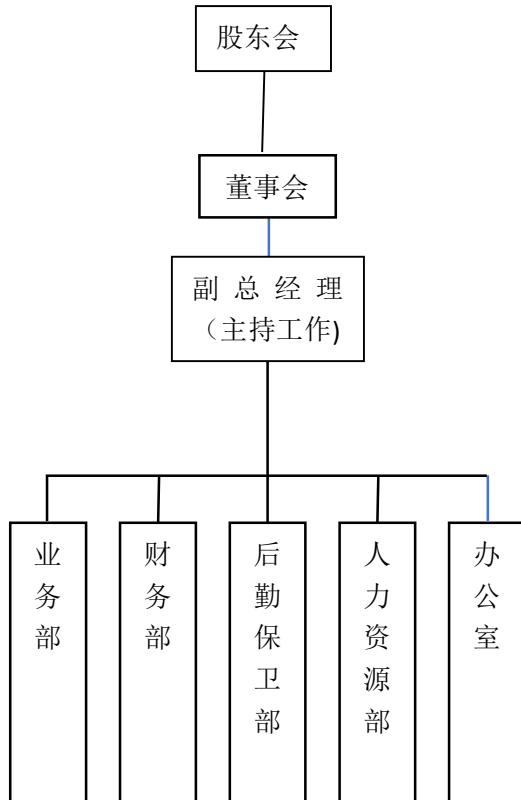 股东会
董事会
副总经理
（主持工作)
业务部
财务部
后勤保卫部
人力资源部
办公室